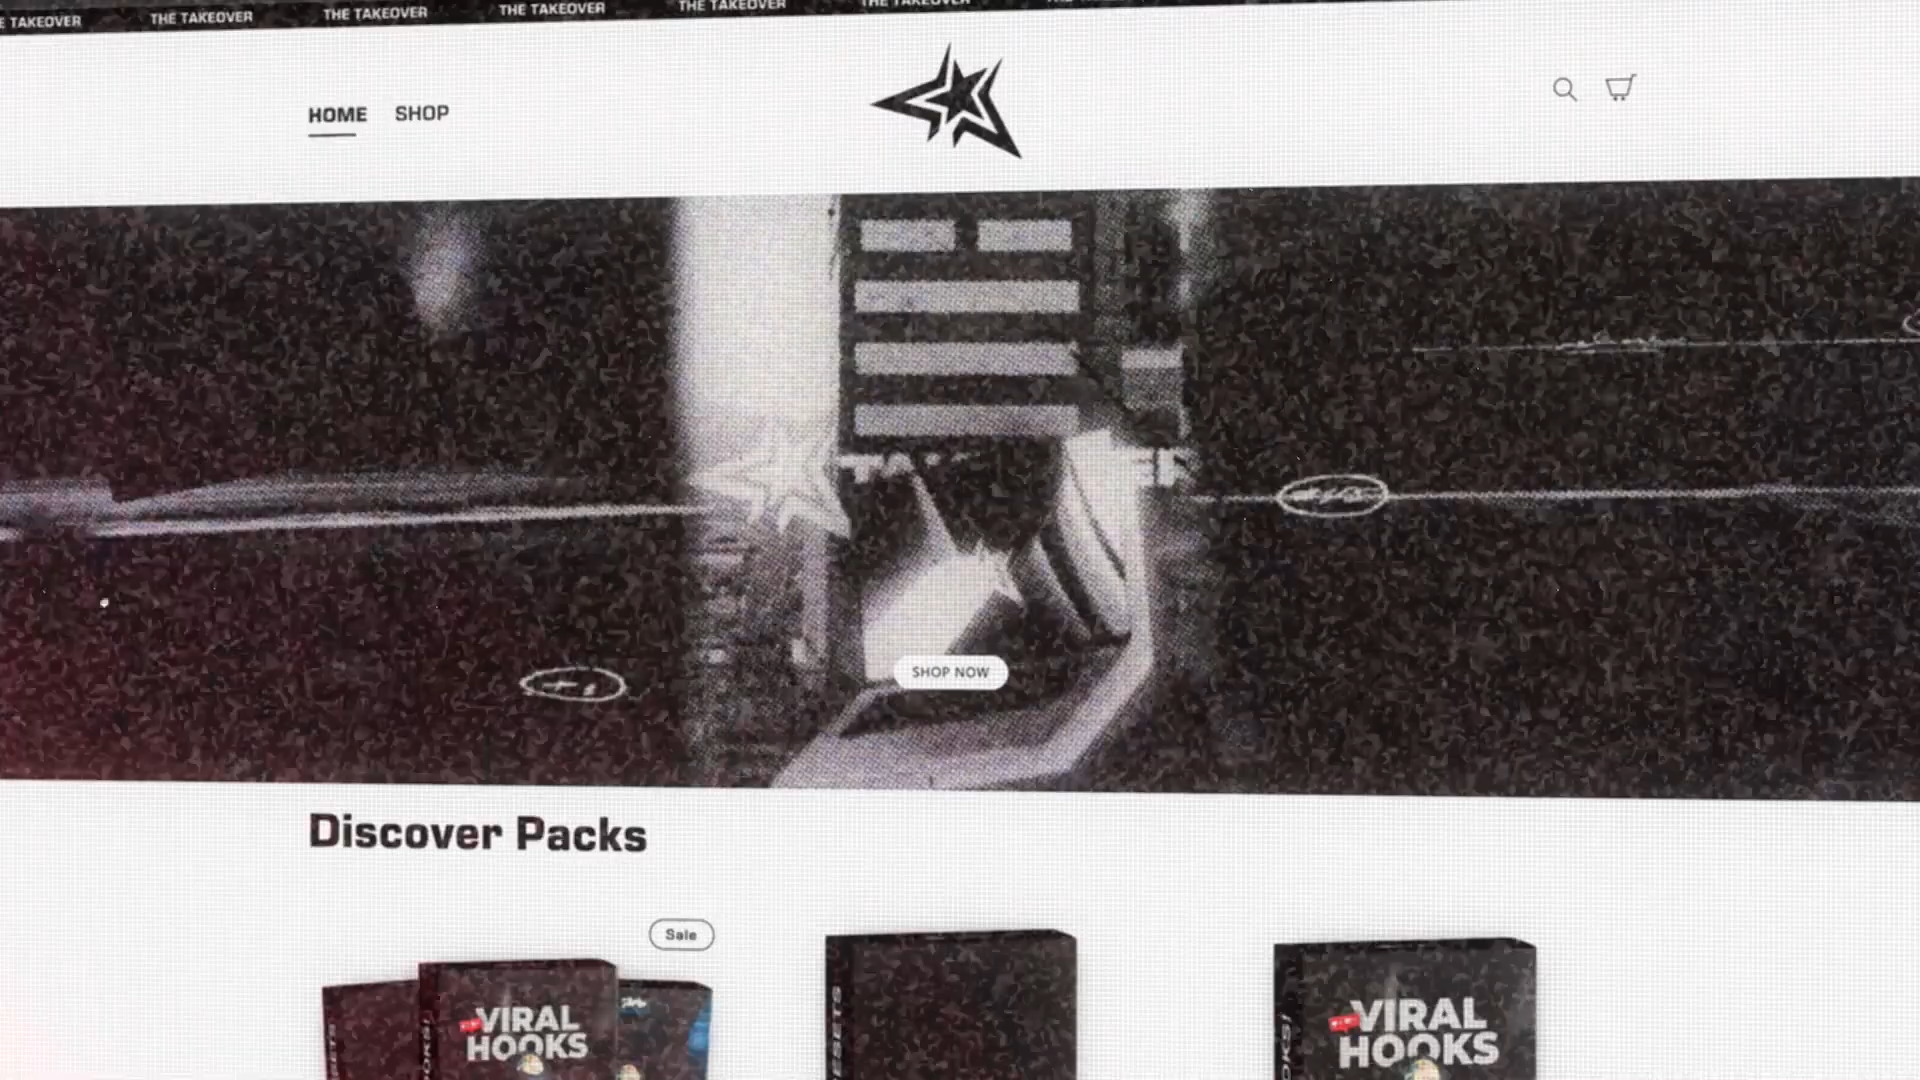 THE TAKEOVER THE TAKEOVER THE TAKEOVER THE TAKEOVER THE TAKEOVER
HOME SHOP
SHOP NOW
Discover Packs
Sale
VIRAL
HOOKS
VIRAL
HOOKS